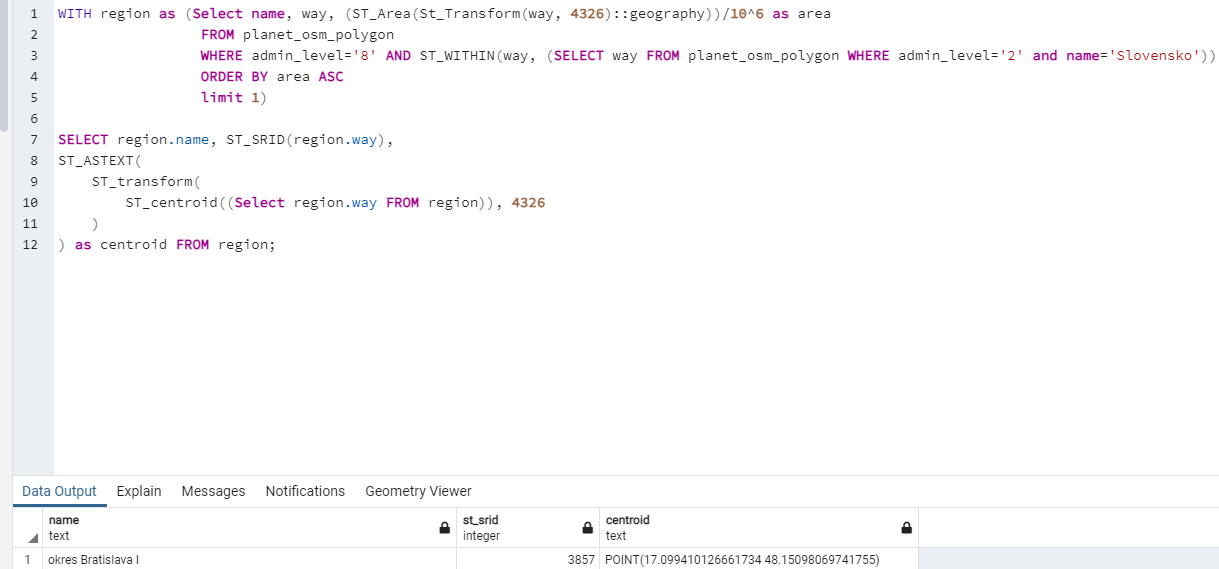 1 WITH region as (Select name, way, (ST_Area(St_Transform(way, 4326)::geography))/10^6 as area
2 FROM planet_osm_polygon
3 WHERE admin_level='8' AND ST_WITHIN(way, (SELECT way FROM planet_osm_polygon WHERE admin_level='2' and name='Slovensko'))
4 ORDER BY area ASC
5 limit 1)
6
7 SELECT region.name, ST_SRID(region.way),
8 ST_ASTEXT(
9 ST_transform(
10 ST_centroid((Select region.way FROM region)), 4326
11 )
12 ) as centroid FROM region;
Data Output Explain Messages Notifications Geometry Viewer
name st_srid centroid
text integer text
1 okres Bratislava I 3857 POINT(17.099410126661734 48.15098069741755)